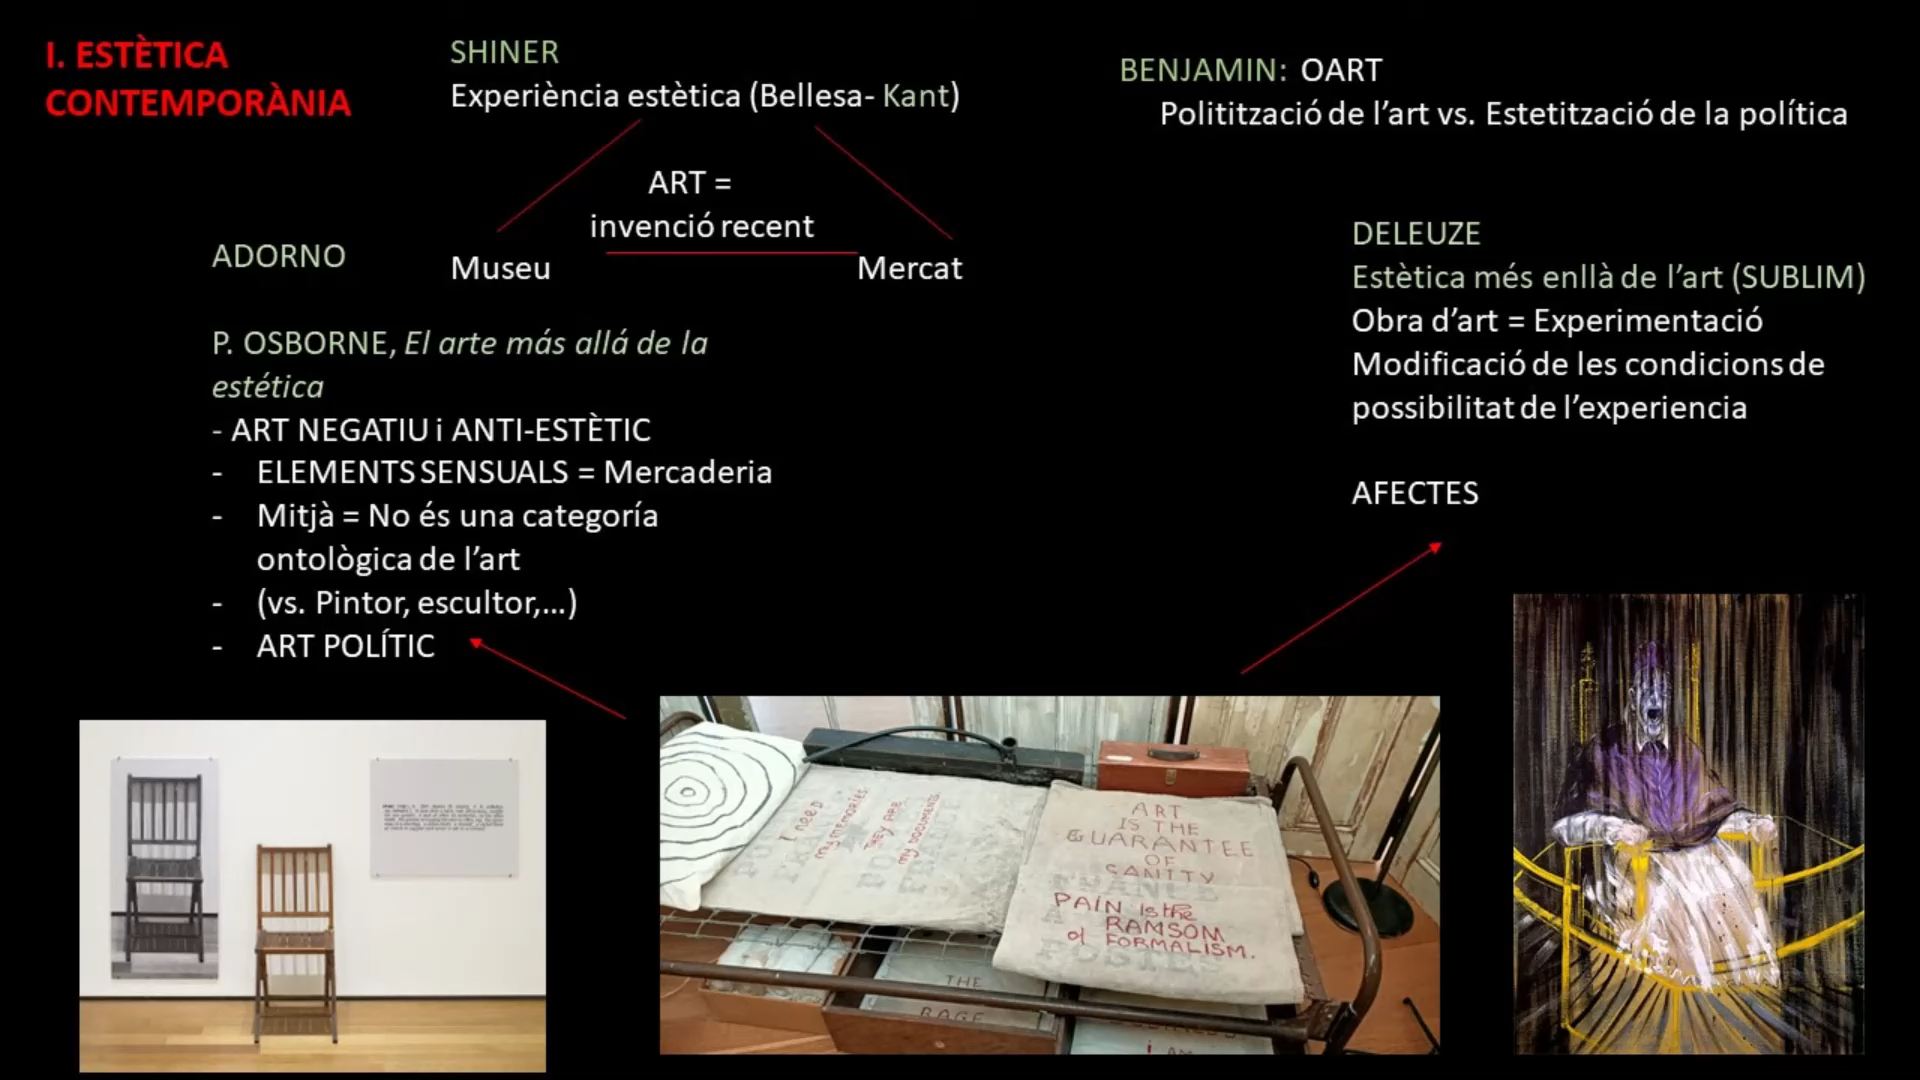 I. ESTÈTICA
CONTEMPORÀNIA
SHINER
Experiència estètica (Bellesa- Kant)
ART =
invenció recent
Museu
Mercat
BENJAMIN: OART
Politització de l’art vs. Estetització de la política
ADORNO
P. OSBORNE, El arte más allá de la
estética
- ART NEGATIU i ANTI-ESTÈTIC
- ELEMENTS SENSUALS = Mercaderia
- Mitjà = No és una categoría
ontològica de l’art
- (vs. Pintor, escultor,...)
- ART POLÍTIC
DELEUZE
Estètica més enllà de l’art (SUBLIM)
Obra d’art = Experimentació
Modificació de les condicions de
possibilitat de l’experiencia
AFECTES
I need
my memories.
THEY ARE
my DOCUMENTS.
ART
IS THE
GUARANTEE
OF
SANITY
PAIN is the
RAMSOM
of FORMALISM.
THE
RAGE
I AM